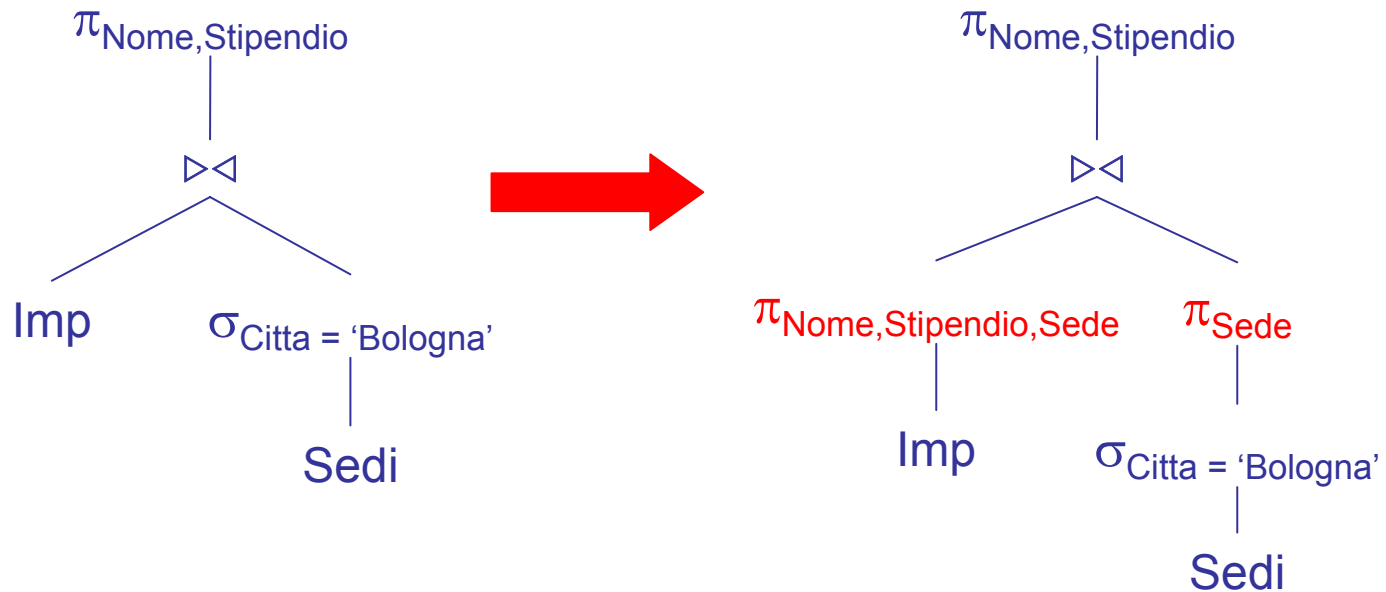 πNome,Stipendio
▷◁
Imp
σCitta = ‘Bologna’
Sedi
πNome,Stipendio
▷◁
πNome,Stipendio,Sede
πSede
Imp
σCitta = ‘Bologna’
Sedi